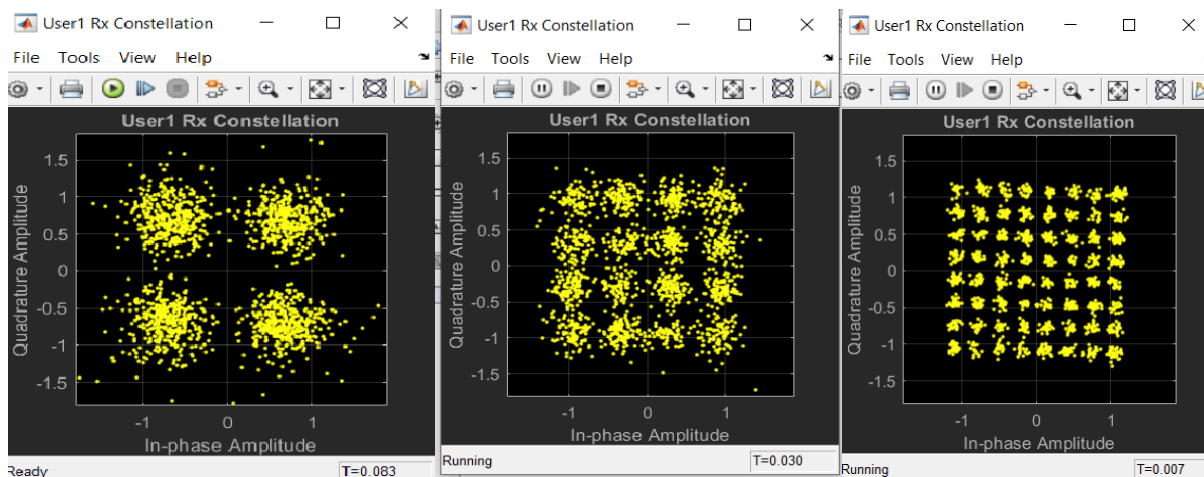 User1 Rx Constellation
File Tools View Help
User1 Rx Constellation
Quadrature Amplitude
1.5
1
0.5
0
-0.5
-1
-1.5
-1 0 1
In-phase Amplitude
Ready T=0.083
User1 Rx Constellation
File Tools View Help
User1 Rx Constellation
Quadrature Amplitude
1.5
1
0.5
0
-0.5
-1
-1.5
-1 0 1
In-phase Amplitude
Running T=0.030
User1 Rx Constellation
File Tools View Help
User1 Rx Constellation
Quadrature Amplitude
1.5
1
0.5
0
-0.5
-1
-1.5
-1 0 1
In-phase Amplitude
Running T=0.007